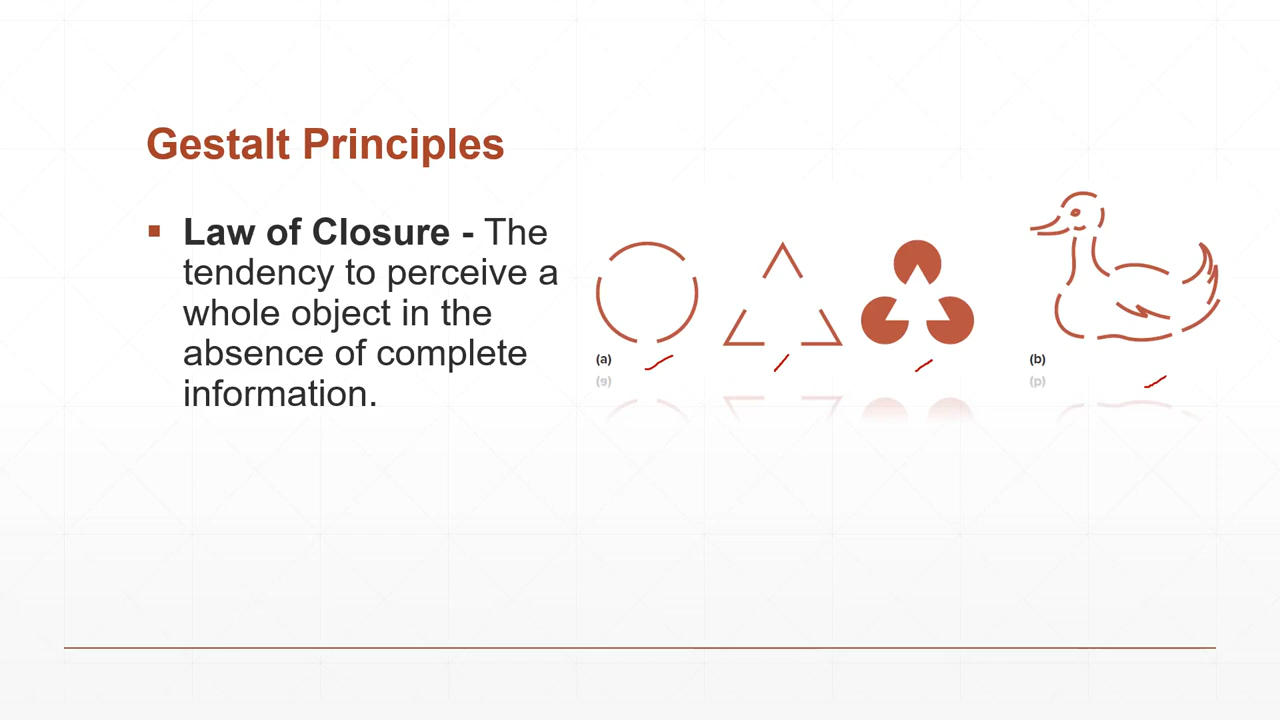 Gestalt Principles
▪ Law of Closure - The
tendency to perceive a
whole object in the
absence of complete
information.
(a)
(b)